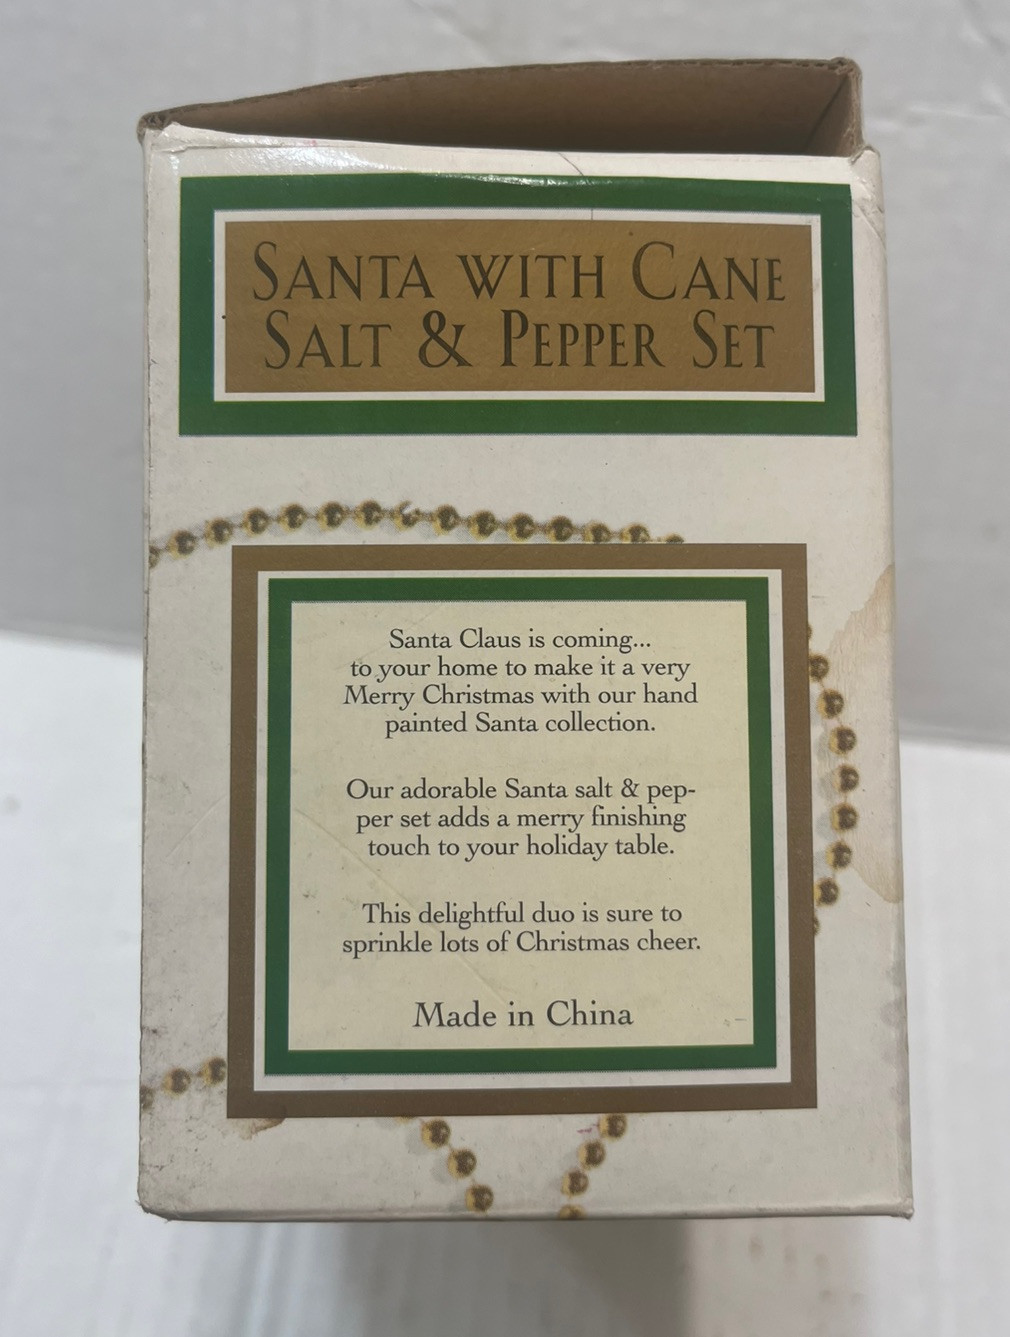 SANTA WITH CANE
SALT & PEPPER SET
Santa Claus is coming...
to your home to make it a very
Merry Christmas with our hand
painted Santa collection.
Our adorable Santa salt & pep-
per set adds a merry finishing
touch to your holiday table.
This delightful duo is sure to
sprinkle lots of Christmas cheer.
Made in China